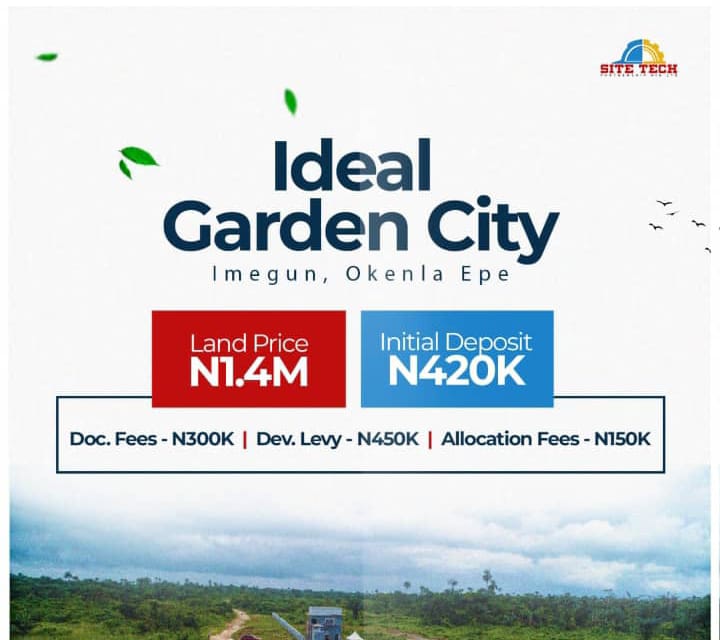 SITE TECH
Ideal
Garden City
Imegun, Okenla Epe
Land Price
N1.4M
Initial Deposit
N420K
Doc. Fees - N300K | Dev. Levy - N450K | Allocation Fees - N150K